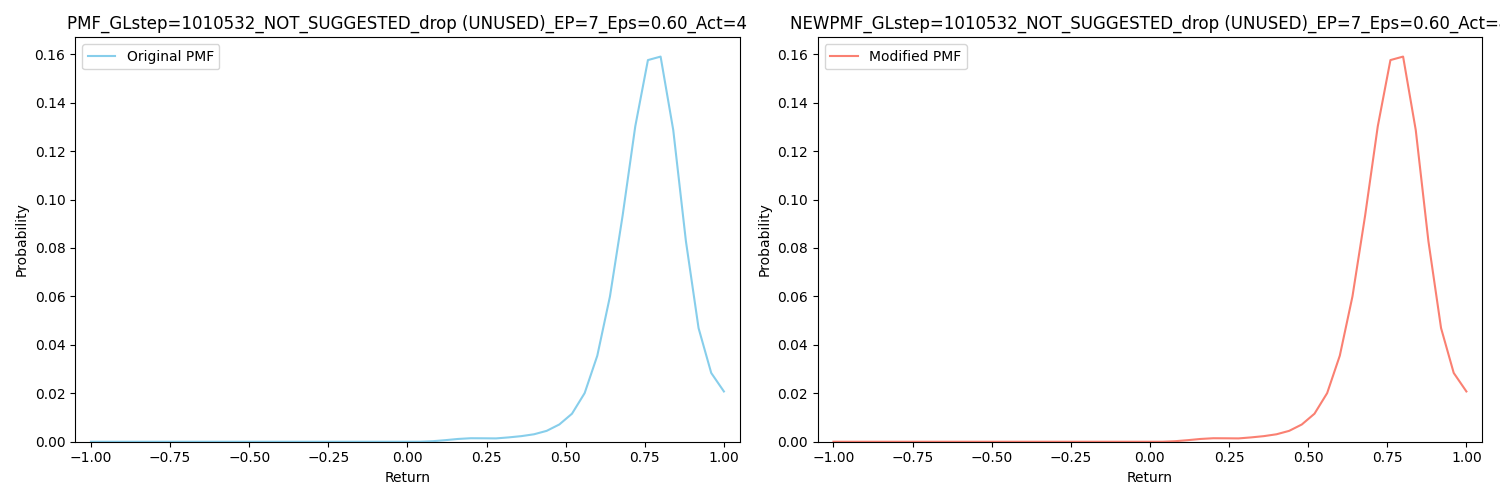 PMF_GLstep=1010532_NOT_SUGGESTED_drop (UNUSED)_EP=7_Eps=0.60_Act=4
Original PMF
0.16
0.14
0.12
0.10
0.08
0.06
0.04
0.02
0.00
Probability
−1.00 −0.75 −0.50 −0.25 0.00 0.25 0.50 0.75 1.00
Return
NEWPMF_GLstep=1010532_NOT_SUGGESTED_drop (UNUSED)_EP=7_Eps=0.60_Act=
Modified PMF
0.16
0.14
0.12
0.10
0.08
0.06
0.04
0.02
0.00
Probability
−1.00 −0.75 −0.50 −0.25 0.00 0.25 0.50 0.75 1.00
Return